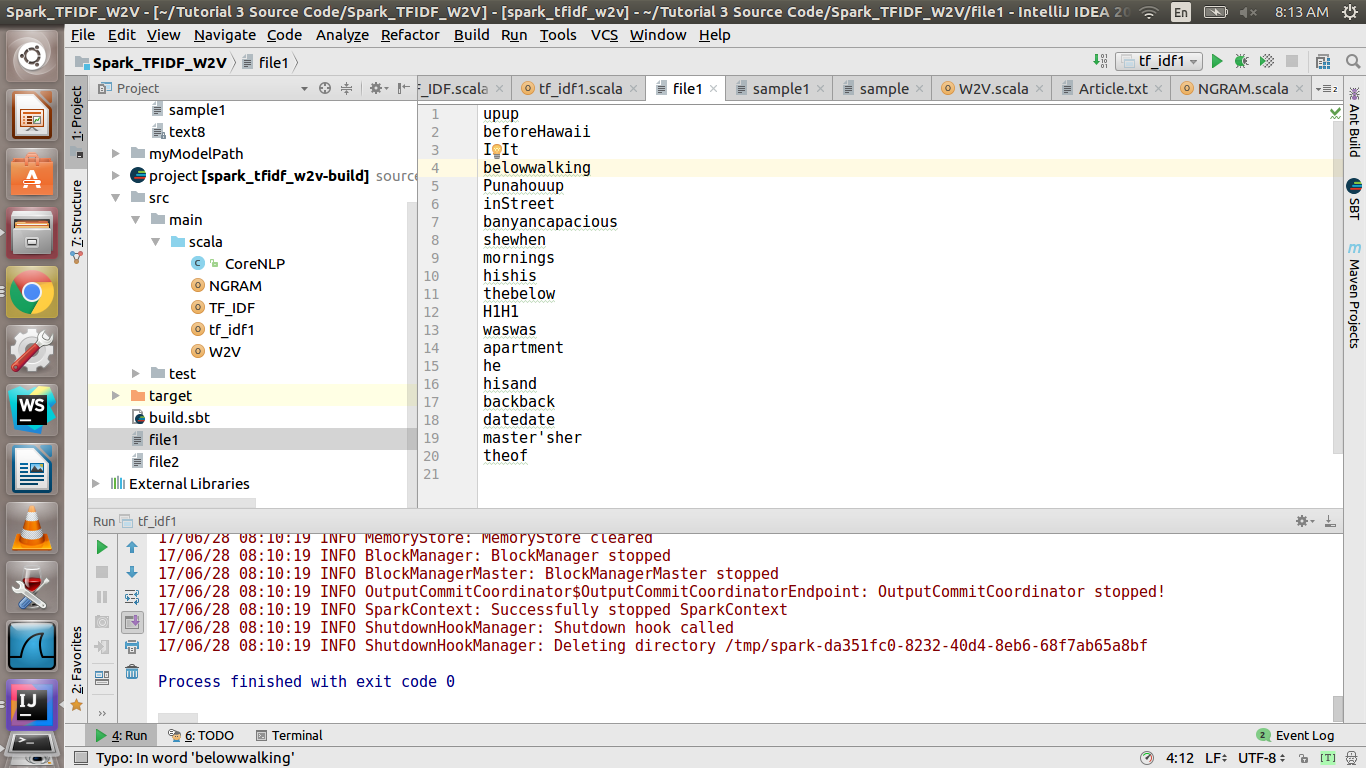 Spark_TFIDF_W2V - [~/Tutorial 3 Source Code/Spark_TFIDF_W2V] - [spark_tfidf_w2v] - ~/Tutorial 3 Source Code/Spark_TFIDF_W2V/file1 - IntelliJ IDEA 20 En 8:13 AM
File Edit View Navigate Code Analyze Refactor Build Run Tools VCS Window Help
Spark_TFIDF_W2V file1 tf_idf1
Project F_IDF.scala tf_idf1.scala file1 sample1 sample W2V.scala Article.txt NGRAM.scala
1: Project
7: Structure
2: Favorites
sample1
text8
myModelPath
project [spark_tfidf_w2v-build] source
src
main
scala
CoreNLP
NGRAM
TF_IDF
tf_idf1
W2V
test
target
build.sbt
file1
file2
External Libraries
1 upup
2 beforeHawaii
3 I It
4 belowwalking
5 Punahouup
6 inStreet
7 banyancapacious
8 shewhen
9 mornings
10 hishis
11 thebelow
12 H1H1
13 waswas
14 apartment
15 he
16 hisand
17 backback
18 datedate
19 master'sher
20 theof
21
Ant Build
SBT
Maven Projects
Run tf_idf1
17/06/28 08:10:19 INFO MemoryStore: MemoryStore cleared
17/06/28 08:10:19 INFO BlockManager: BlockManager stopped
17/06/28 08:10:19 INFO BlockManagerMaster: BlockManagerMaster stopped
17/06/28 08:10:19 INFO OutputCommitCoordinator$OutputCommitCoordinatorEndpoint: OutputCommitCoordinator stopped!
17/06/28 08:10:19 INFO SparkContext: Successfully stopped SparkContext
17/06/28 08:10:19 INFO ShutdownHookManager: Shutdown hook called
17/06/28 08:10:19 INFO ShutdownHookManager: Deleting directory /tmp/spark-da351fc0-8232-40d4-8eb6-68f7ab65a8bf
Process finished with exit code 0
4: Run 6: TODO Terminal 2 Event Log
Typo: In word 'belowwalking' 4:12 LF UTF-8 [T]